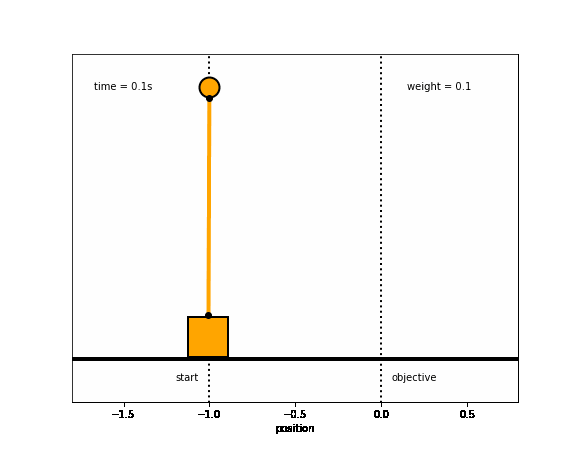 time = 0.1s
weight = 0.1
start
objective
−1.5
−1.0
−0.5
0.0
0.5
position